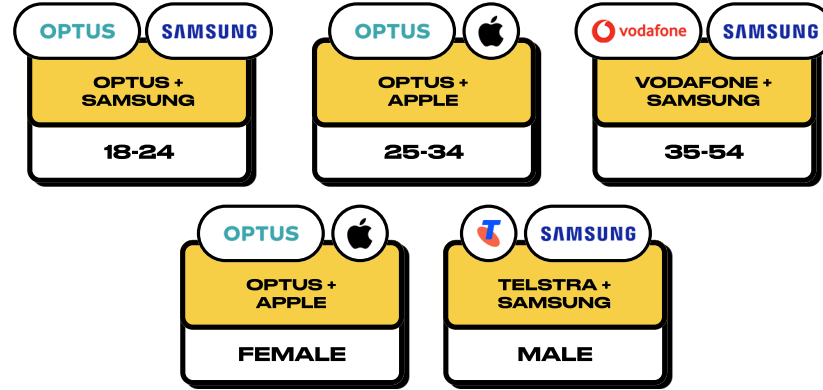 OPTUS SAMSUNG
OPTUS +
SAMSUNG
18-24
OPTUS
OPTUS +
APPLE
25-34
vodafone SAMSUNG
VODAFONE +
SAMSUNG
35-54
OPTUS
OPTUS +
APPLE
FEMALE
T SAMSUNG
TELSTRA +
SAMSUNG
MALE